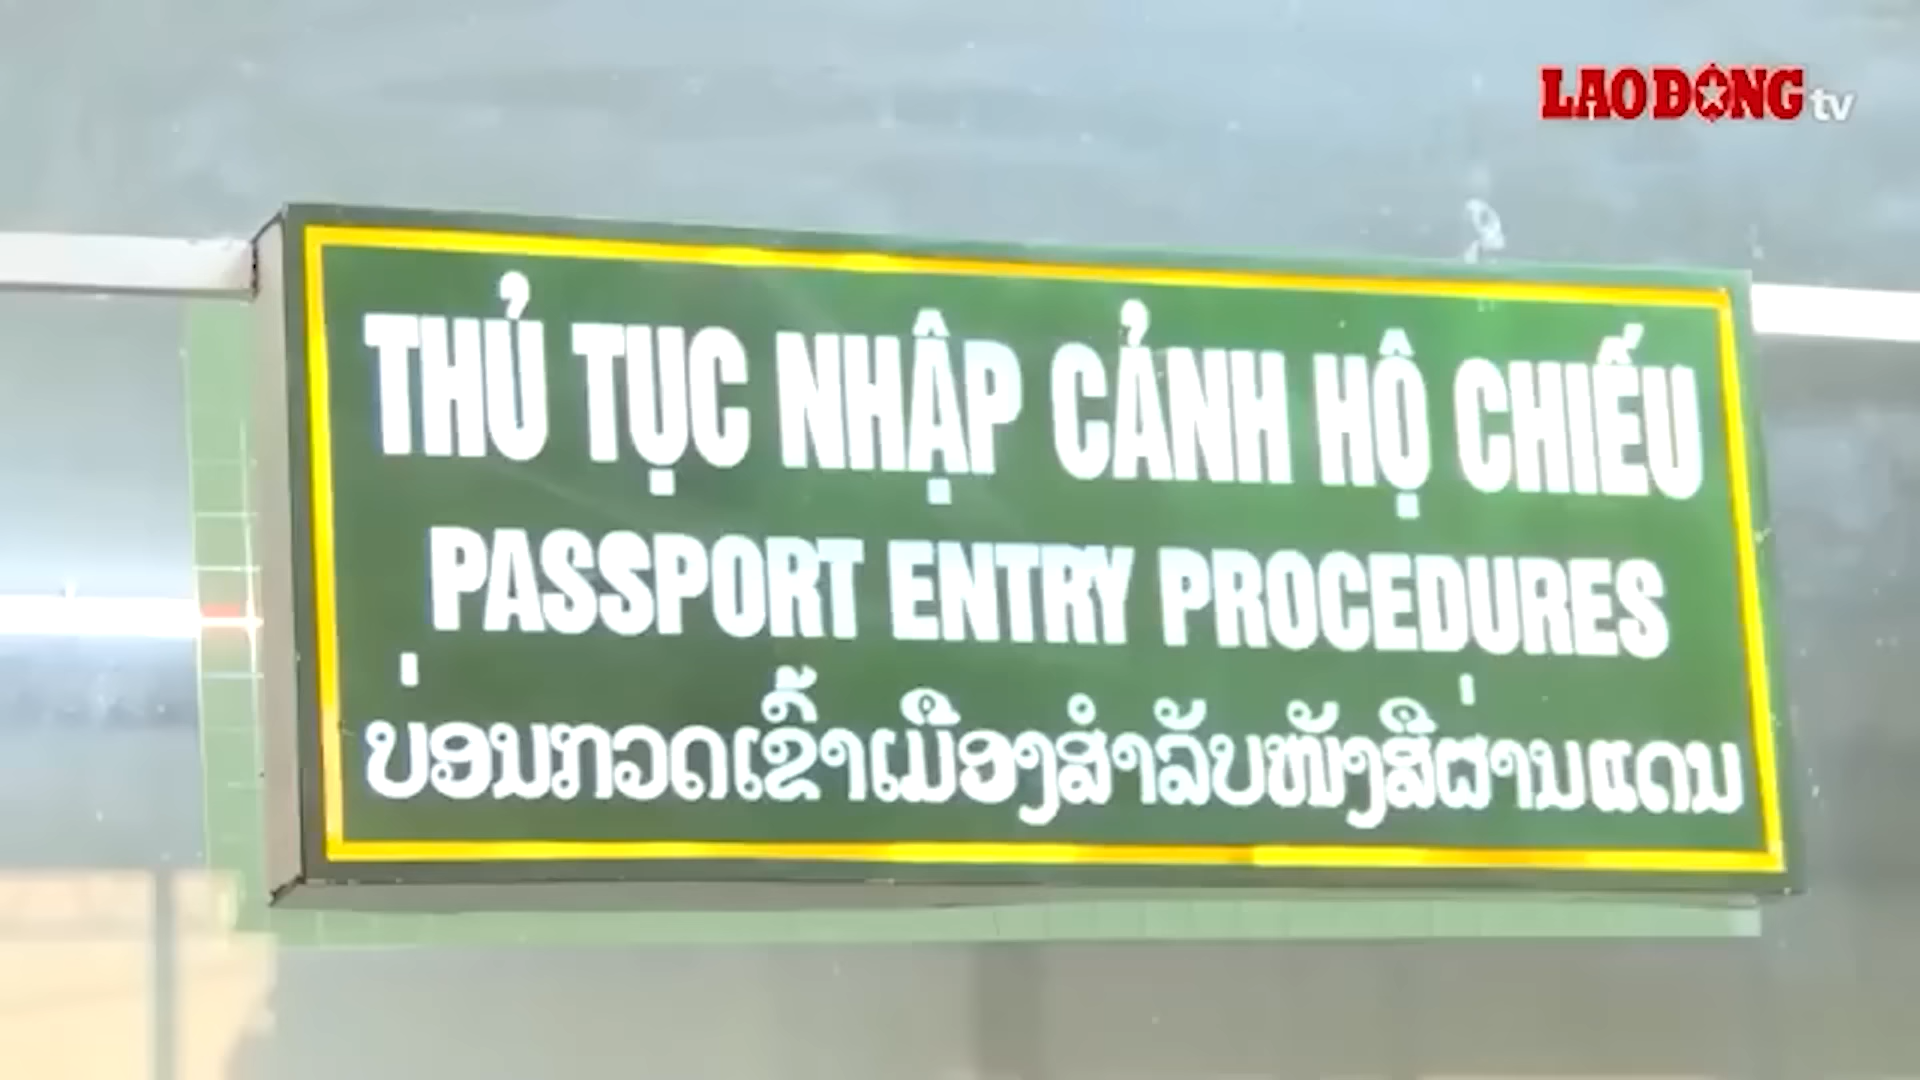 LAO ĐỘNG tv
THỦ TỤC NHẬP CẢNH HỘ CHIẾU
PASSPORT ENTRY PROCEDURES
ບ່ອນກວດເຂົ້າເມືອງສຳລັບໜັງສືຜ່ານແດນ